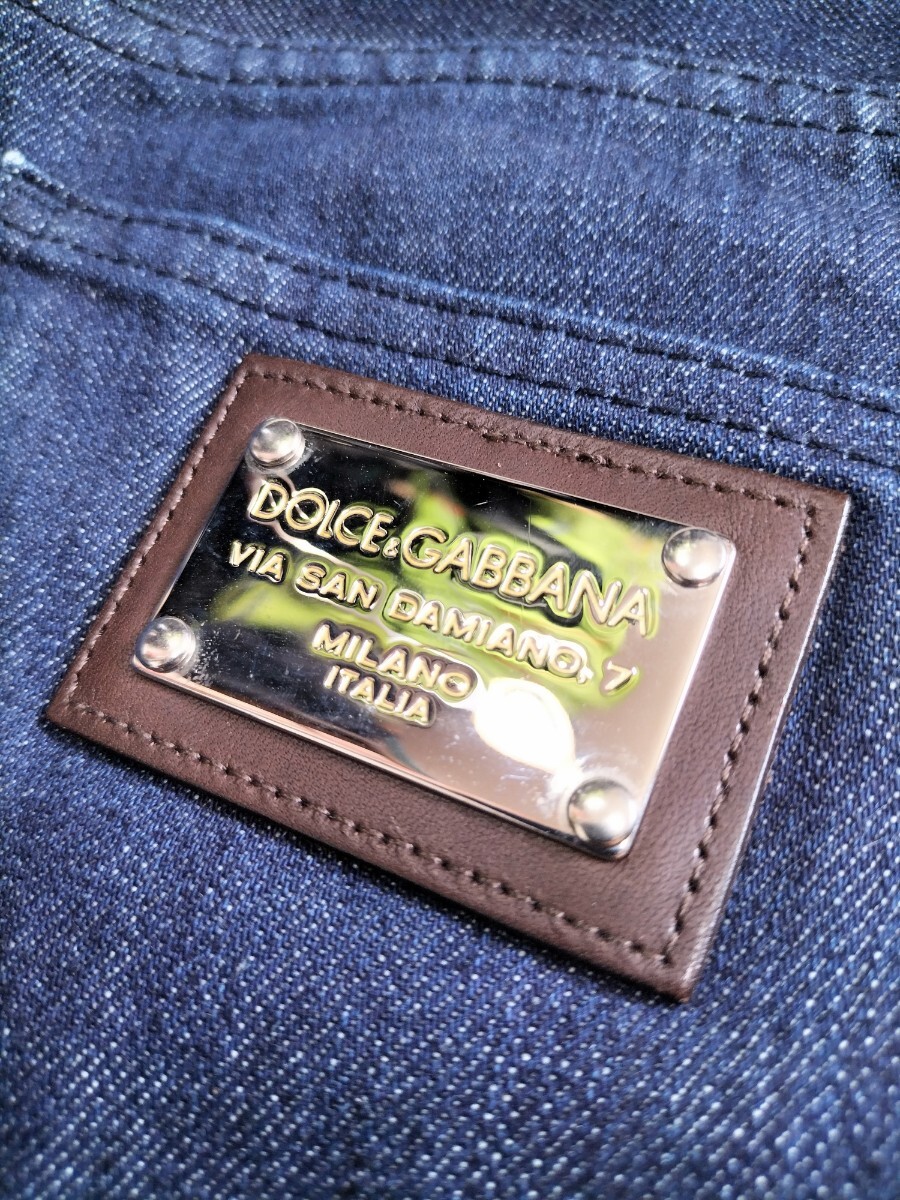 DOLCE&GABBANA
VIA SAN DAMIANO, 7
MILANO
ITALIA